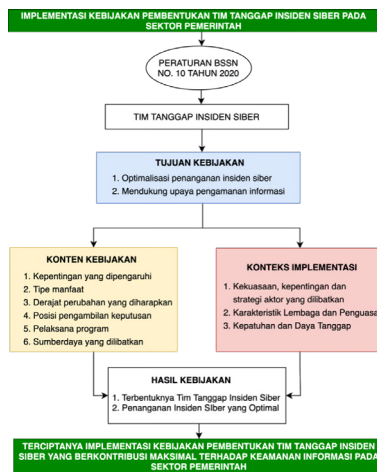 IMPLEMENTASI KEBIJAKAN PEMBENTUKAN TIM TANGGAP INSIDEN SIBER PADA
SEKTOR PEMERINTAH
PERATURAN BSSN
NO. 10 TAHUN 2020
TIM TANGGAP INSIDEN SIBER
TUJUAN KEBIJAKAN
1. Optimalisasi penanganan insiden siber
2. Mendukung upaya pengamanan informasi
KONTEN KEBIJAKAN
1. Kepentingan yang dipengaruhi
2. Tipe manfaat
3. Derajat perubahan yang diharapkan
4. Posisi pengambilan keputusan
5. Pelaksana program
6. Sumberdaya yang dilibatkan
KONTEKS IMPLEMENTASI
1. Kekuasaan, kepentingan dan
strategi aktor yang dilibatkan
2. Karakteristik Lembaga dan Penguasa
3. Kepatuhan dan Daya Tanggap
HASIL KEBIJAKAN
1. Terbentuknya Tim Tanggap Insiden Siber
2. Penanganan Insiden SIber yang Optimal
TERCIPTANYA IMPLEMENTASI KEBIJAKAN PEMBENTUKAN TIM TANGGAP INSIDEN
SIBER YANG BERKONTRIBUSI MAKSIMAL TERHADAP KEAMANAN INFORMASI PADA
SEKTOR PEMERINTAH